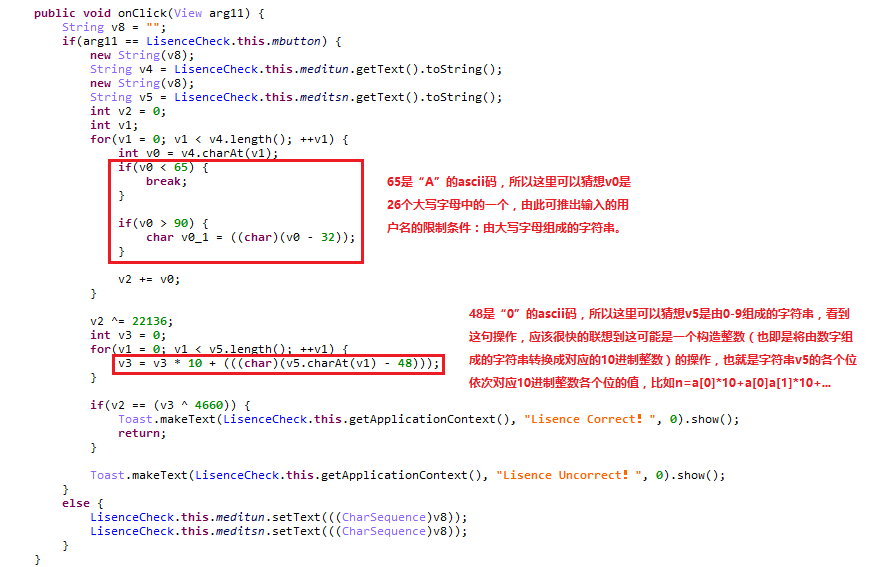 public void onClick(View arg11) {
String v8 = "";
if(arg11 == LisenceCheck.this.mbutton) {
new String(v8);
String v4 = LisenceCheck.this.meditun.getText().toString();
new String(v8);
String v5 = LisenceCheck.this.meditsn.getText().toString();
int v2 = 0;
int v1;
for(v1 = 0; v1 < v4.length(); ++v1) {
int v0 = v4.charAt(v1);
if(v0 < 65) {
break;
}
if(v0 > 90) {
char v0_1 = ((char)(v0 - 32));
}
65是“A”的ascii码，所以这里可以猜想v0是
26个大写字母中的一个，由此可推出输入的用
户名的限制条件：由大写字母组成的字符串。
v2 += v0;
}
v2 ^= 22136;
int v3 = 0;
for(v1 = 0; v1 < v5.length(); ++v1) {
v3 = v3 * 10 + (((char)(v5.charAt(v1) - 48)));
}
48是“0”的ascii码，所以这里可以猜想v5是由0-9组成的字符串，看到
这句操作，应该很快的联想到这可能是一个构造整数（也即是将由数字组
成的字符串转换成对应的10进制整数）的操作，也就是字符串v5的各个位
依次对应10进制整数各个位的值，比如n=a[0]*10+a[0]a[1]*10+...
if(v2 == (v3 ^ 4660)) {
Toast.makeText(LisenceCheck.this.getApplicationContext(), "Lisence Correct！", 0).show();
return;
}
Toast.makeText(LisenceCheck.this.getApplicationContext(), "Lisence Uncorrect！", 0).show();
}
else {
LisenceCheck.this.meditun.setText(((CharSequence)v8));
LisenceCheck.this.meditsn.setText(((CharSequence)v8));
}
}